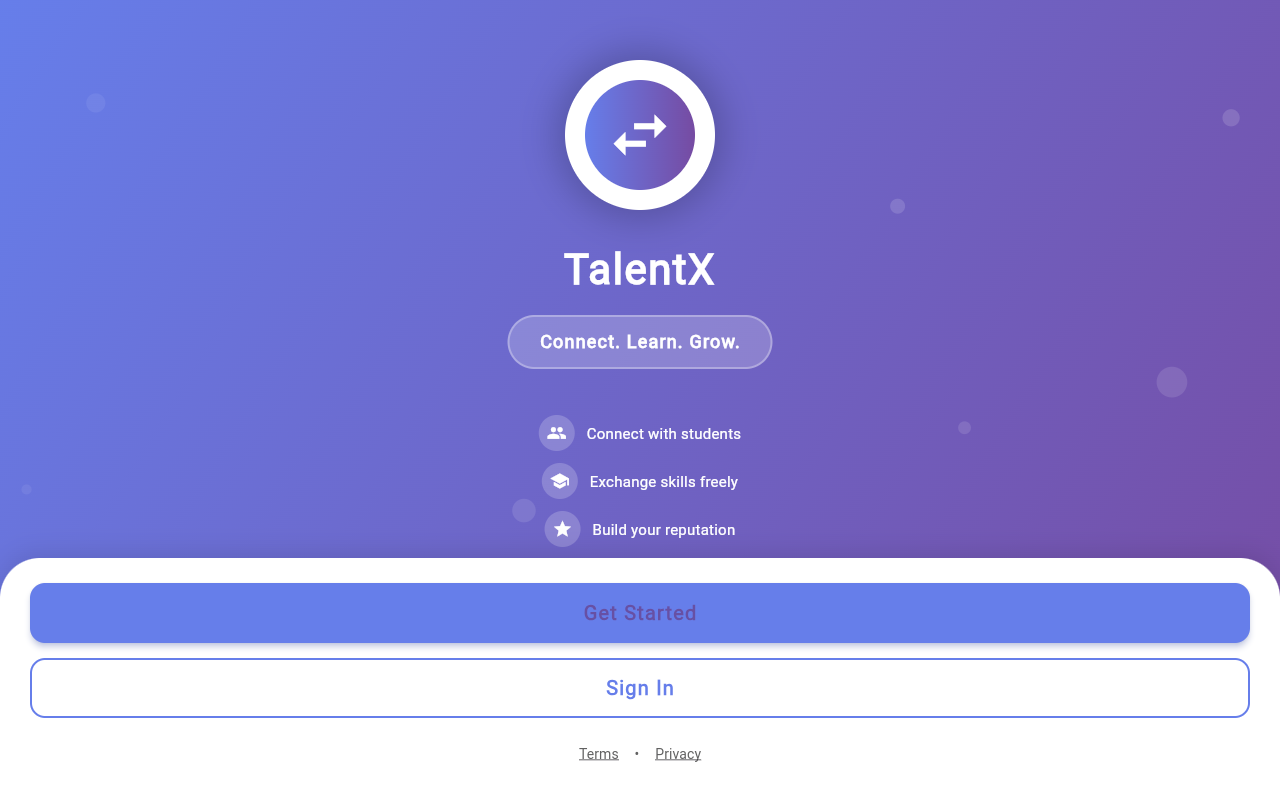 TalentX
Connect. Learn. Grow.
Connect with students
Exchange skills freely
Build your reputation
Get Started
Sign In
Terms • Privacy